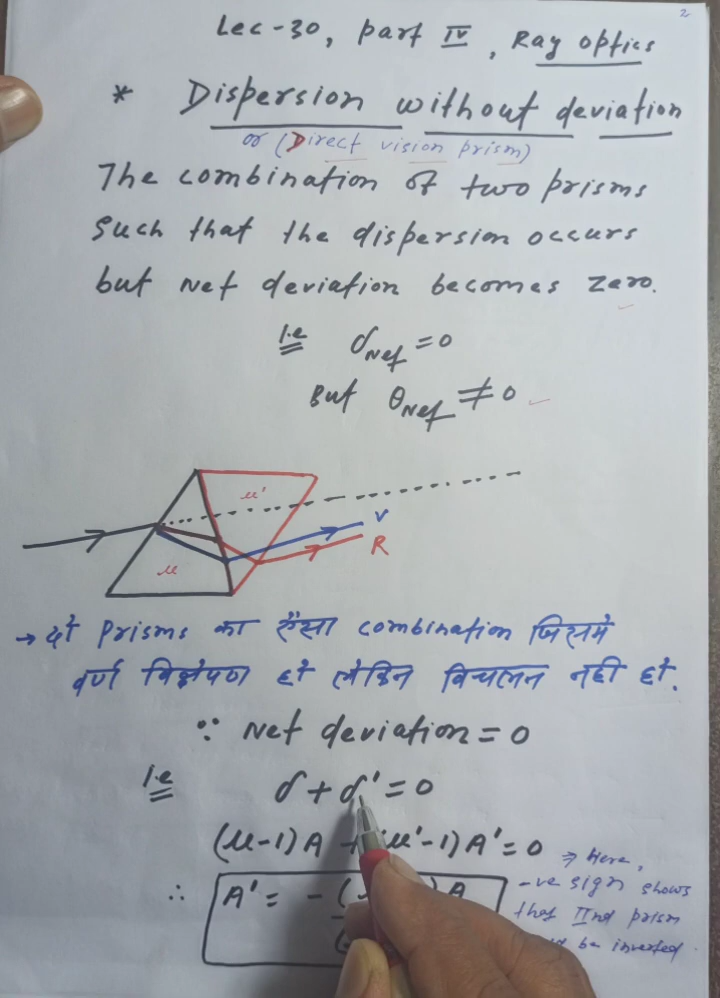 2
Lec-30, part IV, Ray optics
* Dispersion without deviation
or (Direct vision prism)
The combination of two prisms
such that the dispersion occurs
but Net deviation becomes zero.
i.e δNet = 0
But θNet ≠ 0
μ'
V
R
μ
→ दो Prisms का ऐसा combination जिसमे
वर्ण विक्षेपण हो लेकिन विचलन नही हो.
∵ Net deviation = 0
i.e δ + δ' = 0
(μ-1)A + (μ'-1)A' = 0 ⇒ Here,
∴ A' = - ( )A -ve sign shows
that IInd prism
be inverted